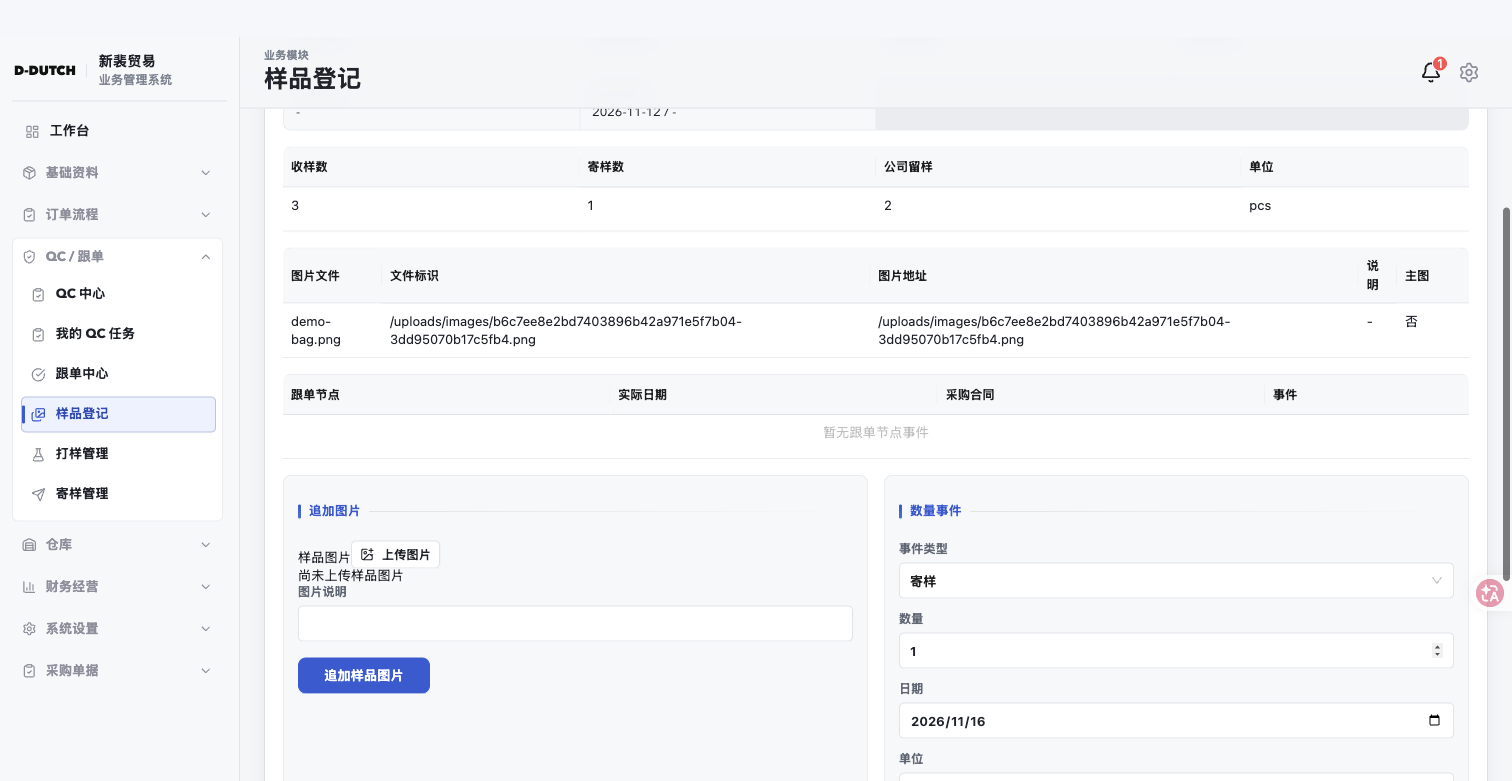 D-DUTCH
新裴贸易
业务管理系统
工作台
基础资料
订单流程
QC / 跟单
QC 中心
我的 QC 任务
跟单中心
样品登记
打样管理
寄样管理
仓库
财务经营
系统设置
采购单据
业务模块
样品登记
1
- 2026-11-12 / -
收样数 寄样数 公司留样 单位
3 1 2 pcs
图片文件 文件标识 图片地址 说明 主图
demo-bag.png /uploads/images/b6c7ee8e2bd7403896b42a971e5f7b04-3dd95070b17c5fb4.png /uploads/images/b6c7ee8e2bd7403896b42a971e5f7b04-3dd95070b17c5fb4.png - 否
跟单节点 实际日期 采购合同 事件
暂无跟单节点事件
追加图片
样品图片 上传图片
尚未上传样品图片
图片说明
追加样品图片
数量事件
事件类型
寄样
数量
1
日期
2026/11/16
单位